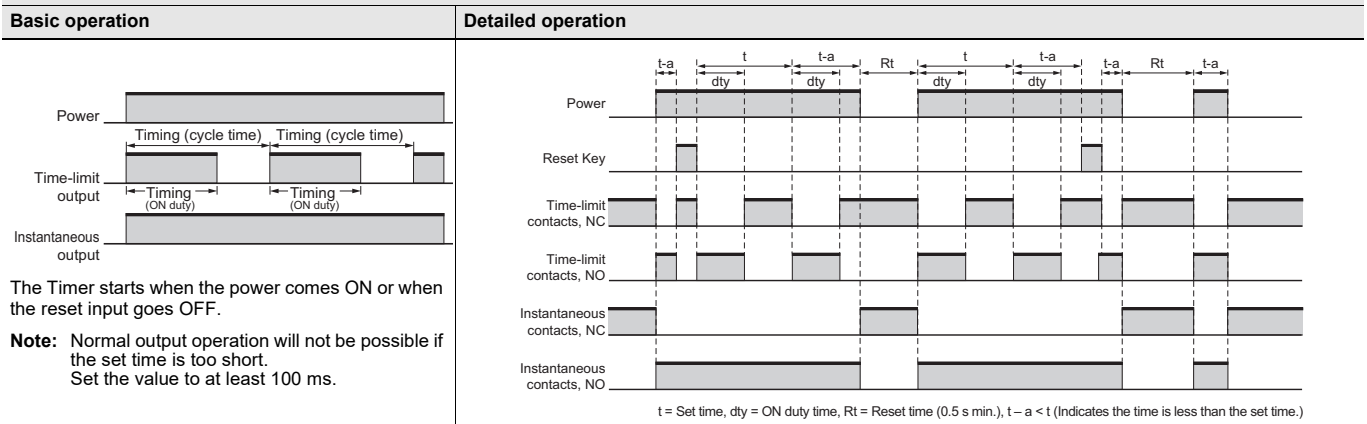 Basic operation
Detailed operation
Power
Timing (cycle time) Timing (cycle time)
Time-limit
output
Timing
(ON duty)
Timing
(ON duty)
Instantaneous
output
The Timer starts when the power comes ON or when
the reset input goes OFF.
Note: Normal output operation will not be possible if
the set time is too short.
Set the value to at least 100 ms.
t-a t t-a Rt t t-a t-a Rt t-a
dty dty dty dty
Power
Reset Key
Time-limit
contacts, NC
Time-limit
contacts, NO
Instantaneous
contacts, NC
Instantaneous
contacts, NO
t = Set time, dty = ON duty time, Rt = Reset time (0.5 s min.), t – a < t (Indicates the time is less than the set time.)